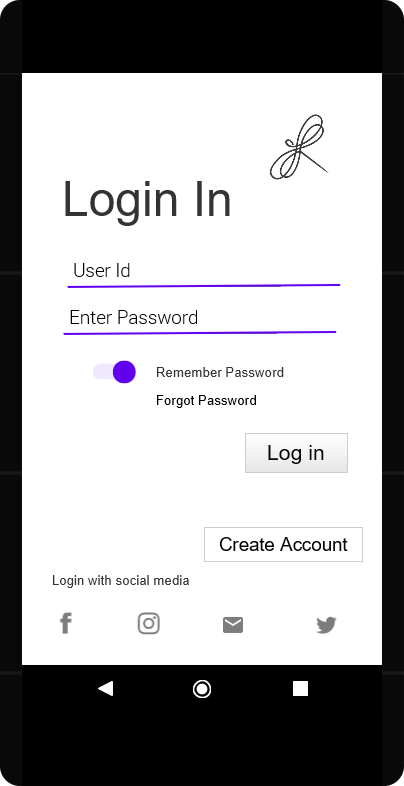 Login In
User Id
Enter Password
Remember Password
Forgot Password
Log in
Create Account
Login with social media